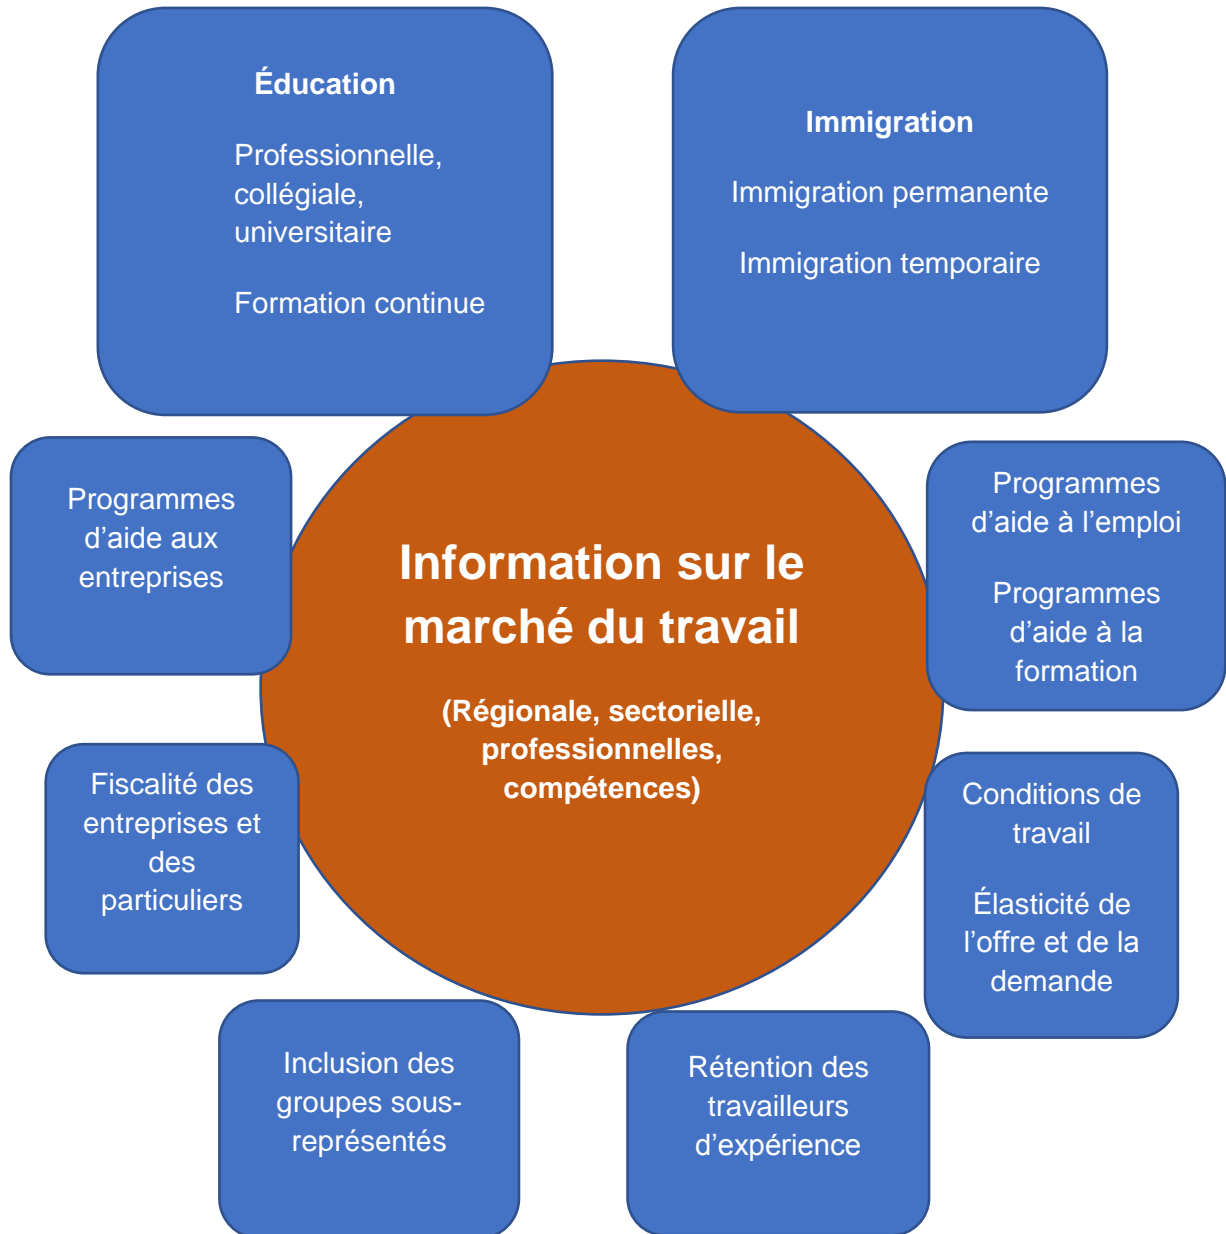 Éducation
Professionnelle,
collégiale,
universitaire
Formation continue
Immigration
Immigration permanente
Immigration temporaire
Programmes
d’aide aux
entreprises
Information sur le
marché du travail
(Régionale, sectorielle,
professionnelles,
compétences)
Programmes
d’aide à l’emploi
Programmes
d’aide à la
formation
Fiscalité des
entreprises et
des
particuliers
Conditions de
travail
Élasticité de
l’offre et de la
demande
Inclusion des
groupes sous-
représentés
Rétention des
travailleurs
d’expérience